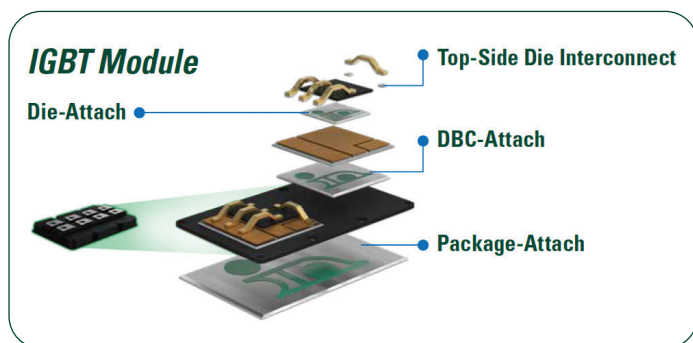 IGBT Module
Top-Side Die Interconnect
Die-Attach
DBC-Attach
Package-Attach